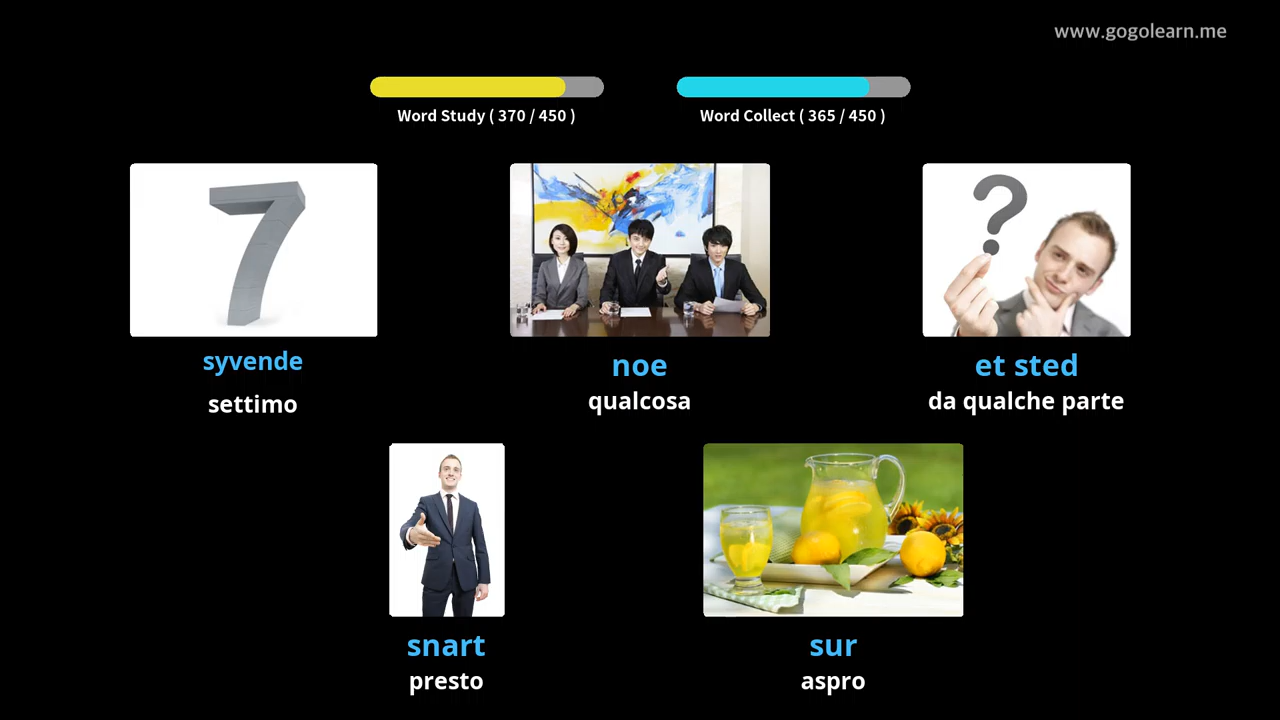 www.gogolearn.me
Word Study ( 370 / 450 )
Word Collect ( 365 / 450 )
7
?
syvende
settimo
noe
qualcosa
et sted
da qualche parte
snart
presto
sur
aspro